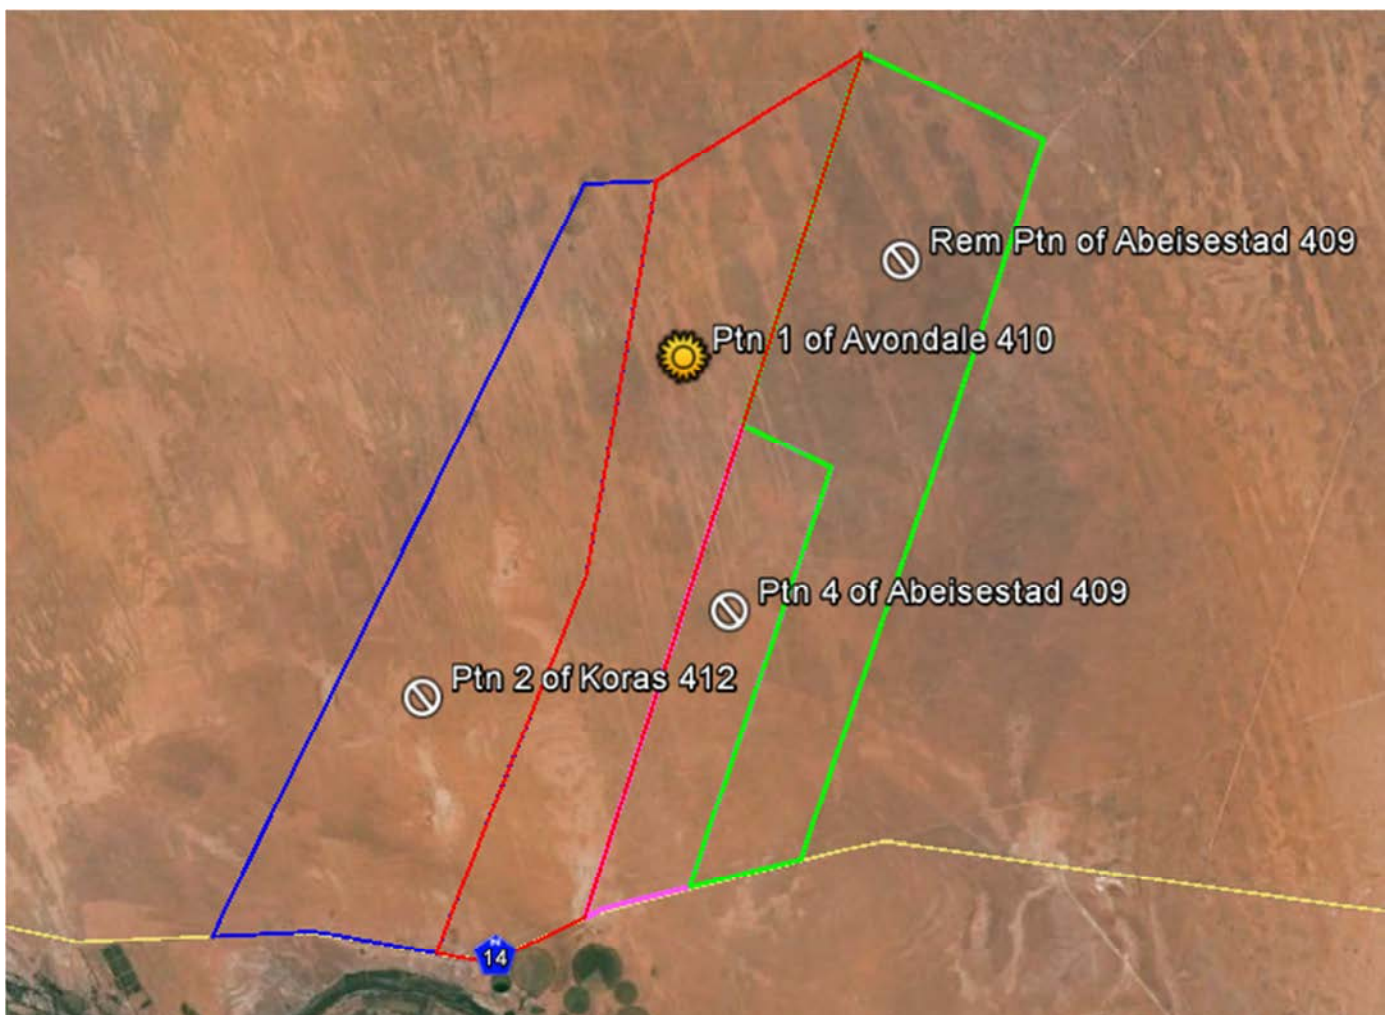 Rem Ptn of Abeisestad 409
Ptn 1 of Avondale 410
Ptn 4 of Abeisestad 409
Ptn 2 of Koras 412
N
14